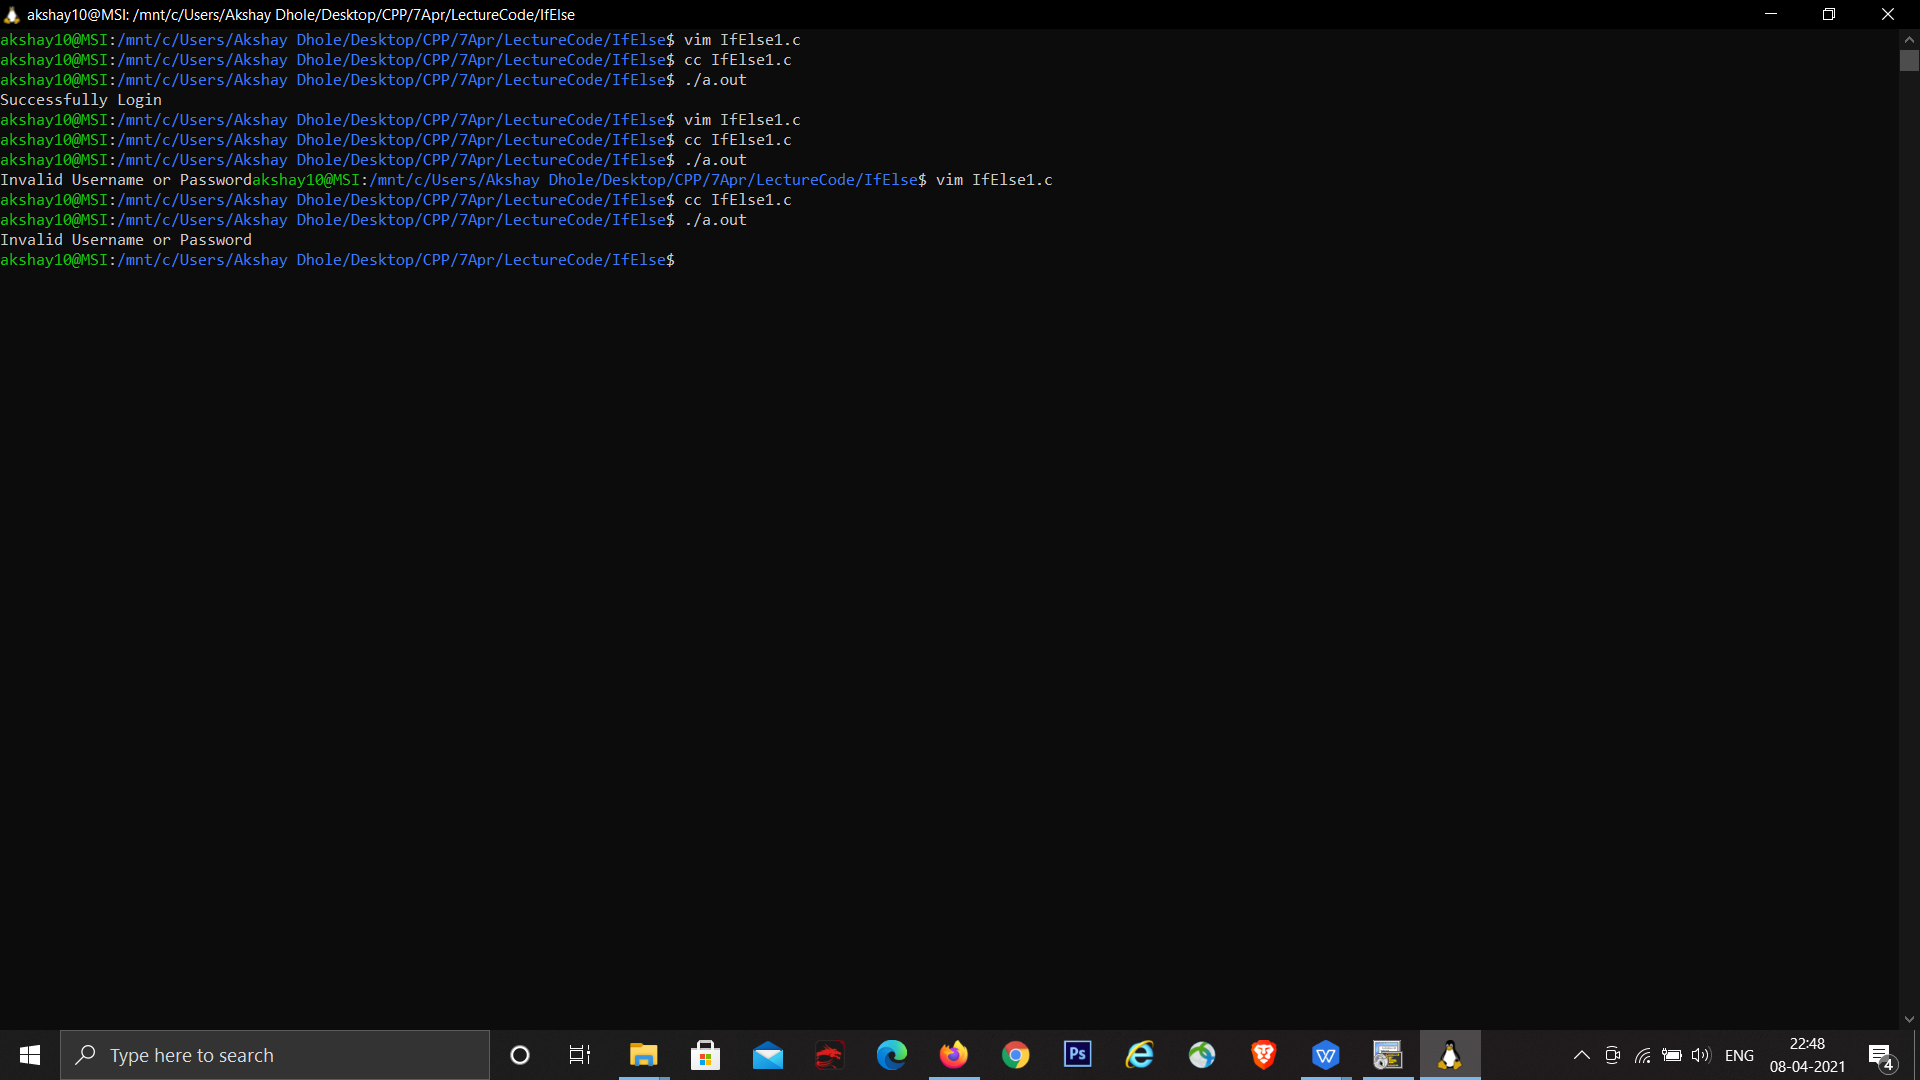 akshay10@MSI: /mnt/c/Users/Akshay Dhole/Desktop/CPP/7Apr/LectureCode/IfElse
akshay10@MSI:/mnt/c/Users/Akshay Dhole/Desktop/CPP/7Apr/LectureCode/IfElse$ vim IfElse1.c
akshay10@MSI:/mnt/c/Users/Akshay Dhole/Desktop/CPP/7Apr/LectureCode/IfElse$ cc IfElse1.c
akshay10@MSI:/mnt/c/Users/Akshay Dhole/Desktop/CPP/7Apr/LectureCode/IfElse$ ./a.out
Successfully Login
akshay10@MSI:/mnt/c/Users/Akshay Dhole/Desktop/CPP/7Apr/LectureCode/IfElse$ vim IfElse1.c
akshay10@MSI:/mnt/c/Users/Akshay Dhole/Desktop/CPP/7Apr/LectureCode/IfElse$ cc IfElse1.c
akshay10@MSI:/mnt/c/Users/Akshay Dhole/Desktop/CPP/7Apr/LectureCode/IfElse$ ./a.out
Invalid Username or Passwordakshay10@MSI:/mnt/c/Users/Akshay Dhole/Desktop/CPP/7Apr/LectureCode/IfElse$ vim IfElse1.c
akshay10@MSI:/mnt/c/Users/Akshay Dhole/Desktop/CPP/7Apr/LectureCode/IfElse$ cc IfElse1.c
akshay10@MSI:/mnt/c/Users/Akshay Dhole/Desktop/CPP/7Apr/LectureCode/IfElse$ ./a.out
Invalid Username or Password
akshay10@MSI:/mnt/c/Users/Akshay Dhole/Desktop/CPP/7Apr/LectureCode/IfElse$
Type here to search
Ps
W
ENG
22:48
08-04-2021
4